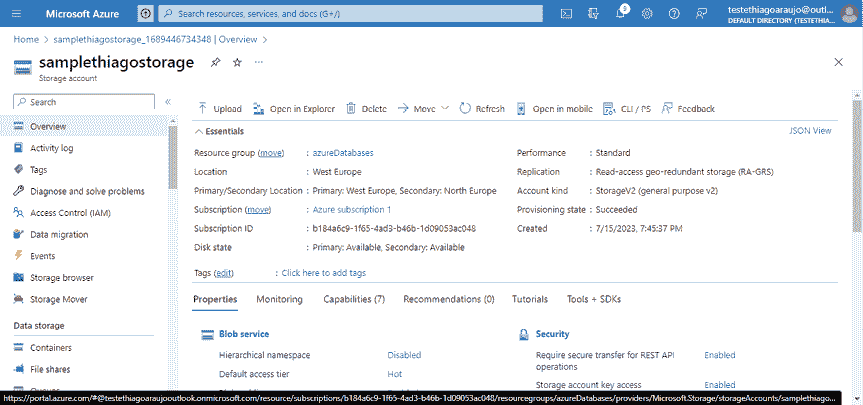 Microsoft Azure
Search resources, services, and docs (G+/)
9
testethiagoaraujo@outl...
DEFAULT DIRECTORY (TESTETHIA...
Home > samplethiagostorage_1689446734348 | Overview >
samplethiagostorage
Storage account
Search
Overview
Activity log
Tags
Diagnose and solve problems
Access Control (IAM)
Data migration
Events
Storage browser
Storage Mover
Data storage
Containers
File shares
Upload Open in Explorer Delete Move Refresh Open in mobile CLI / PS Feedback
Essentials
JSON View
Resource group (move) : azureDatabases
Location : West Europe
Primary/Secondary Location : Primary: West Europe, Secondary: North Europe
Subscription (move) : Azure subscription 1
Subscription ID : b184a6c9-1f65-4ad3-b46b-1d09053ac048
Disk state : Primary: Available, Secondary: Available
Performance : Standard
Replication : Read-access geo-redundant storage (RA-GRS)
Account kind : StorageV2 (general purpose v2)
Provisioning state : Succeeded
Created : 7/15/2023, 7:45:37 PM
Tags (edit) : Click here to add tags
Properties Monitoring Capabilities (7) Recommendations (0) Tutorials Tools + SDKs
Blob service
Hierarchical namespace Disabled
Default access tier Hot
Security
Require secure transfer for REST API Enabled
operations
Storage account key access Enabled
https://portal.azure.com/#@testethiagoaraujooutlook.onmicrosoft.com/resource/subscriptions/b184a6c9-1f65-4ad3-b46b-1d09053ac048/resourcegroups/azureDatabases/providers/Microsoft.Storage/storageAccounts/samplethiago...